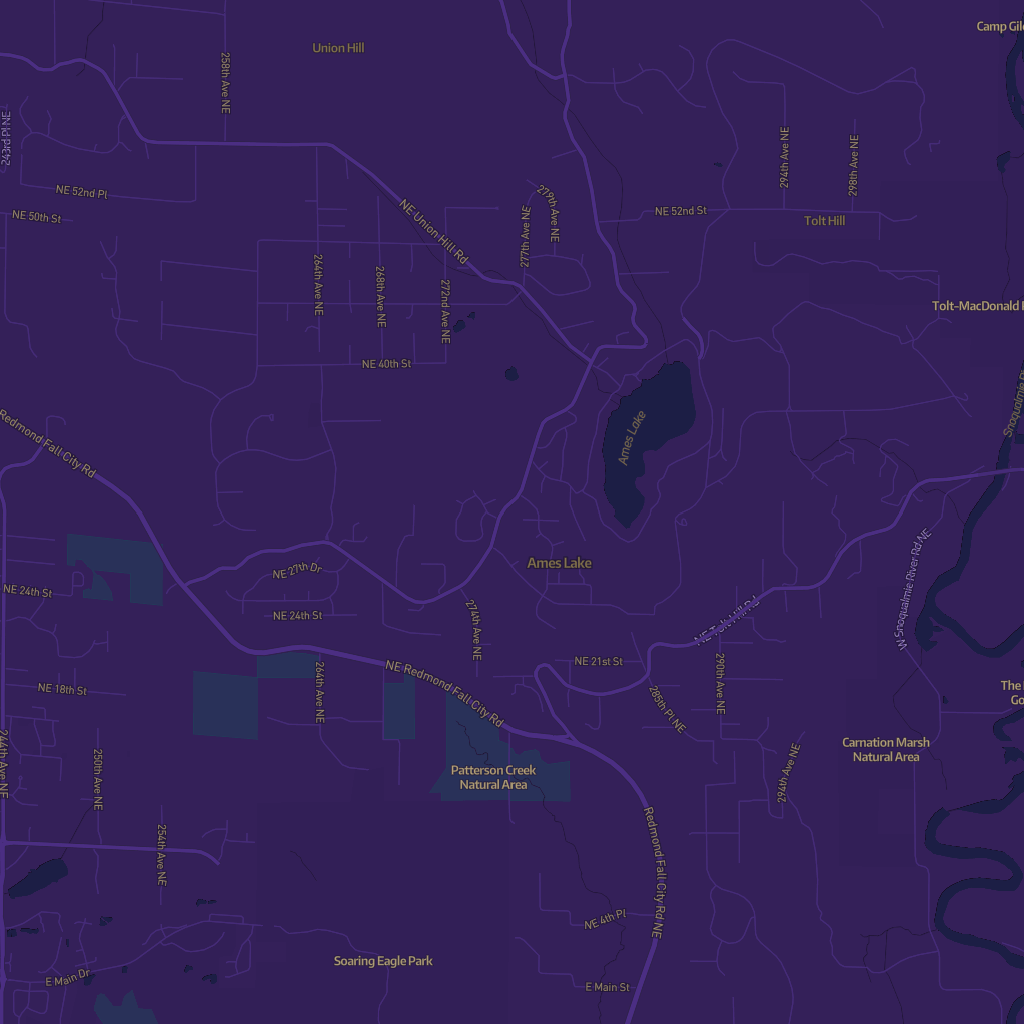 Camp Gil
Union Hill
258th Ave NE
243rd Pl NE
294th Ave NE
298th Ave NE
NE 52nd Pl
NE 50th St
NE Union Hill Rd
279th Ave NE
277th Ave NE
NE 52nd St
Tolt Hill
264th Ave NE
268th Ave NE
272nd Ave NE
Tolt-MacDonald
NE 40th St
Redmond Fall City Rd
Ames Lake
Snoqualmie
NE 27th Dr
Ames Lake
NE 24th St
NE 24th St
274th Ave NE
NE Tolt Hill Rd
W Snoqualmie River Rd NE
NE 21st St
264th Ave NE
NE Redmond Fall City Rd
290th Ave NE
285th Pl NE
NE 18th St
The
Go
244th Ave NE
250th Ave NE
Patterson Creek
Natural Area
294th Ave NE
Carnation Marsh
Natural Area
254th Ave NE
Redmond Fall City Rd NE
NE 4th Pl
Soaring Eagle Park
E Main Dr
E Main St